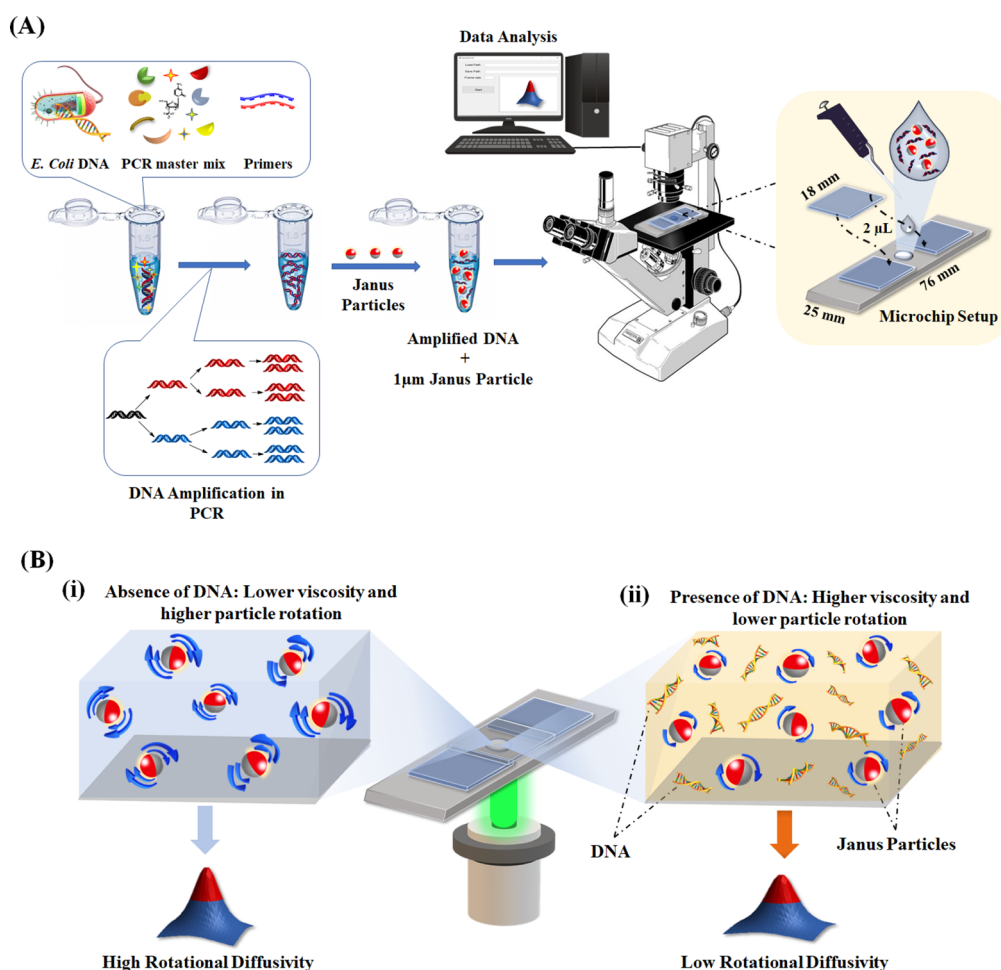 (A)
Data Analysis
E. Coli DNA
PCR master mix
Primers
18 mm
2 µL
76 mm
25 mm
Microchip Setup
Janus
Particles
Amplified DNA
+
1µm Janus Particle
DNA Amplification in
PCR
(B)
(i)
Absence of DNA: Lower viscosity and
higher particle rotation
(ii)
Presence of DNA: Higher viscosity and
lower particle rotation
DNA
Janus Particles
High Rotational Diffusivity
Low Rotational Diffusivity